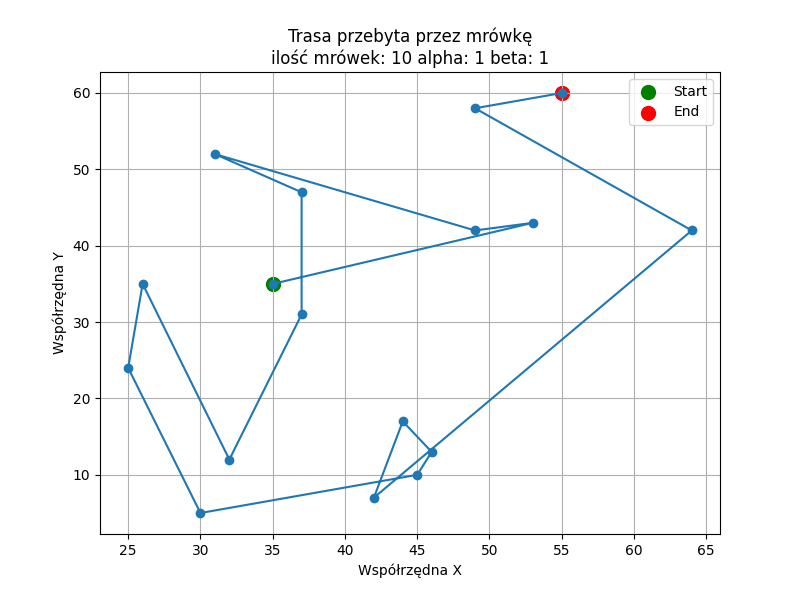 Trasa przebyta przez mrówkę
ilość mrówek: 10 alpha: 1 beta: 1
Start
End
60
50
40
30
20
10
Współrzędna Y
25 30 35 40 45 50 55 60 65
Współrzędna X